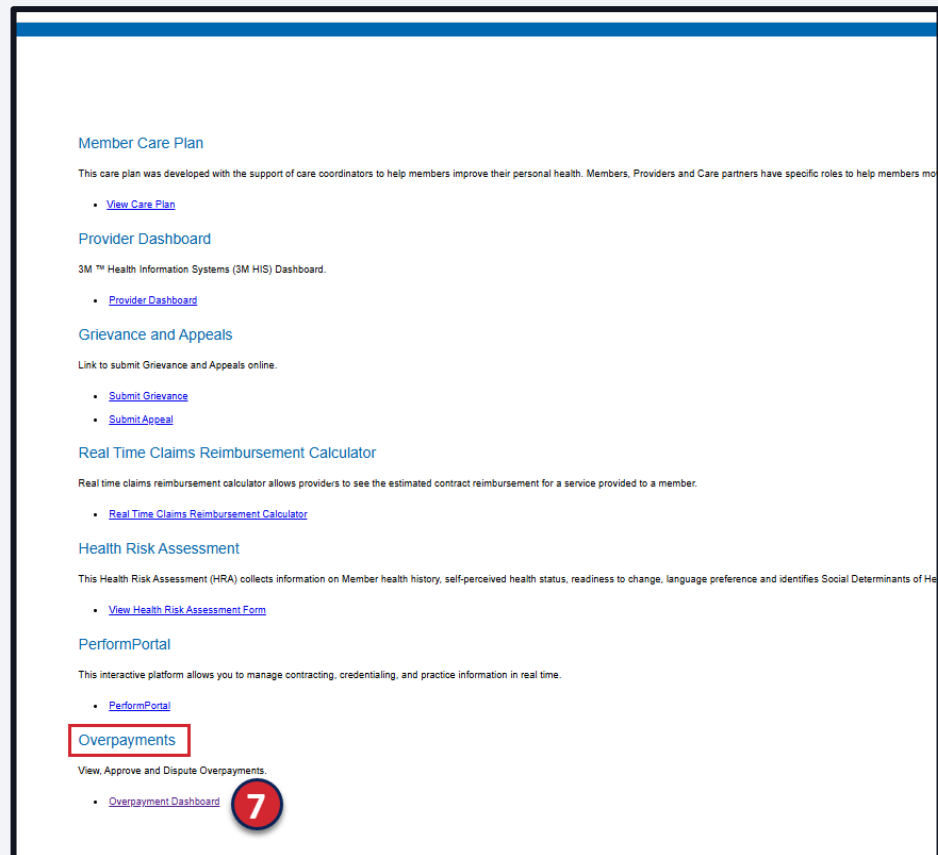 Member Care Plan
This care plan was developed with the support of care coordinators to help members improve their personal health. Members, Providers and Care partners have specific roles to help members mo
• View Care Plan
Provider Dashboard
3M ™ Health Information Systems (3M HIS) Dashboard.
• Provider Dashboard
Grievance and Appeals
Link to submit Grievance and Appeals online.
• Submit Grievance
• Submit Appeal
Real Time Claims Reimbursement Calculator
Real time claims reimbursement calculator allows providers to see the estimated contract reimbursement for a service provided to a member.
• Real Time Claims Reimbursement Calculator
Health Risk Assessment
This Health Risk Assessment (HRA) collects information on Member health history, self-perceived health status, readiness to change, language preference and identifies Social Determinants of He
• View Health Risk Assessment Form
PerformPortal
This interactive platform allows you to manage contracting, credentialing, and practice information in real time.
• PerformPortal
Overpayments
View, Approve and Dispute Overpayments.
• Overpayment Dashboard 7